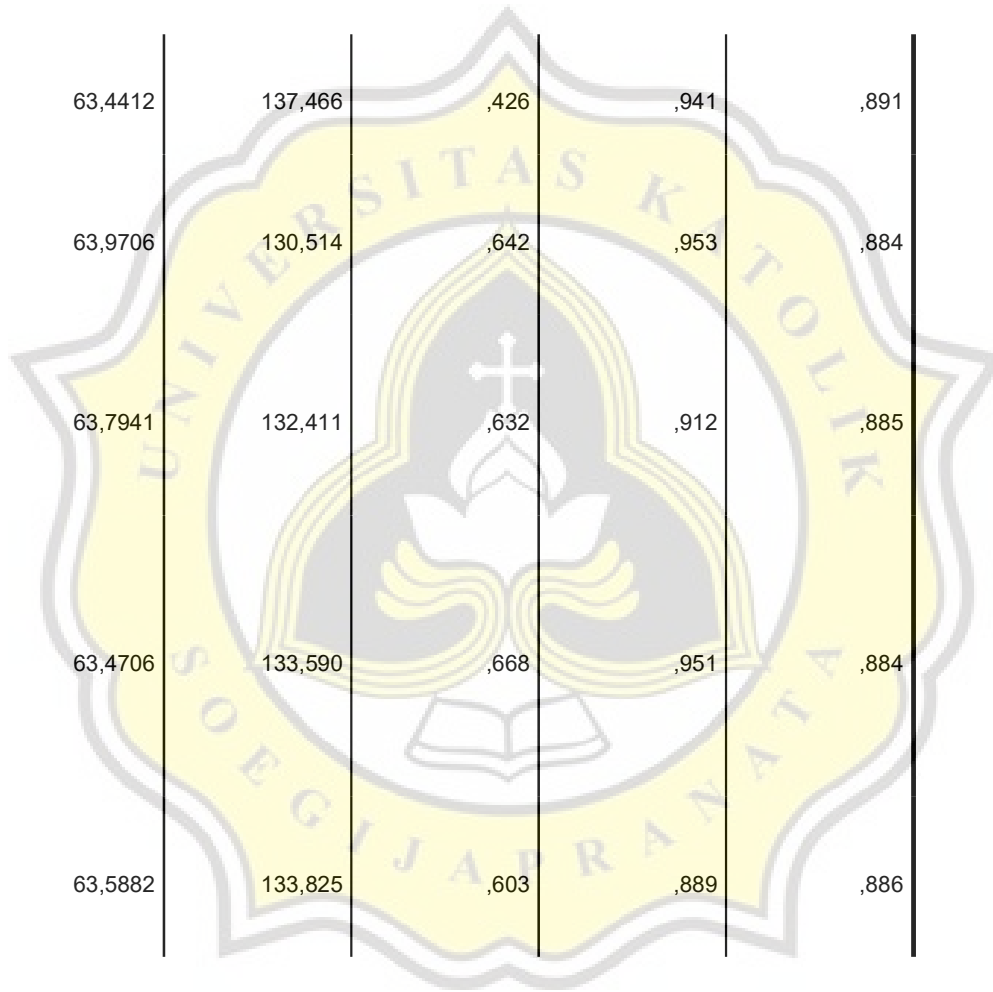 63,4412 137,466 ,426 ,941 ,891
63,9706 130,514 ,642 ,953 ,884
63,7941 132,411 ,632 ,912 ,885
63,4706 133,590 ,668 ,951 ,884
63,5882 133,825 ,603 ,889 ,886
UNIVERSITAS KATOLIK
SOEGIJAPRANATA